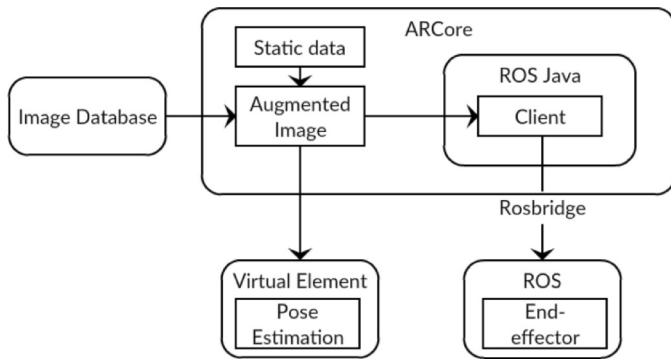 ARCore
Static data
ROS Java
Image Database
Augmented
Image
Client
Rosbridge
Virtual Element
Pose
Estimation
ROS
End-
effector